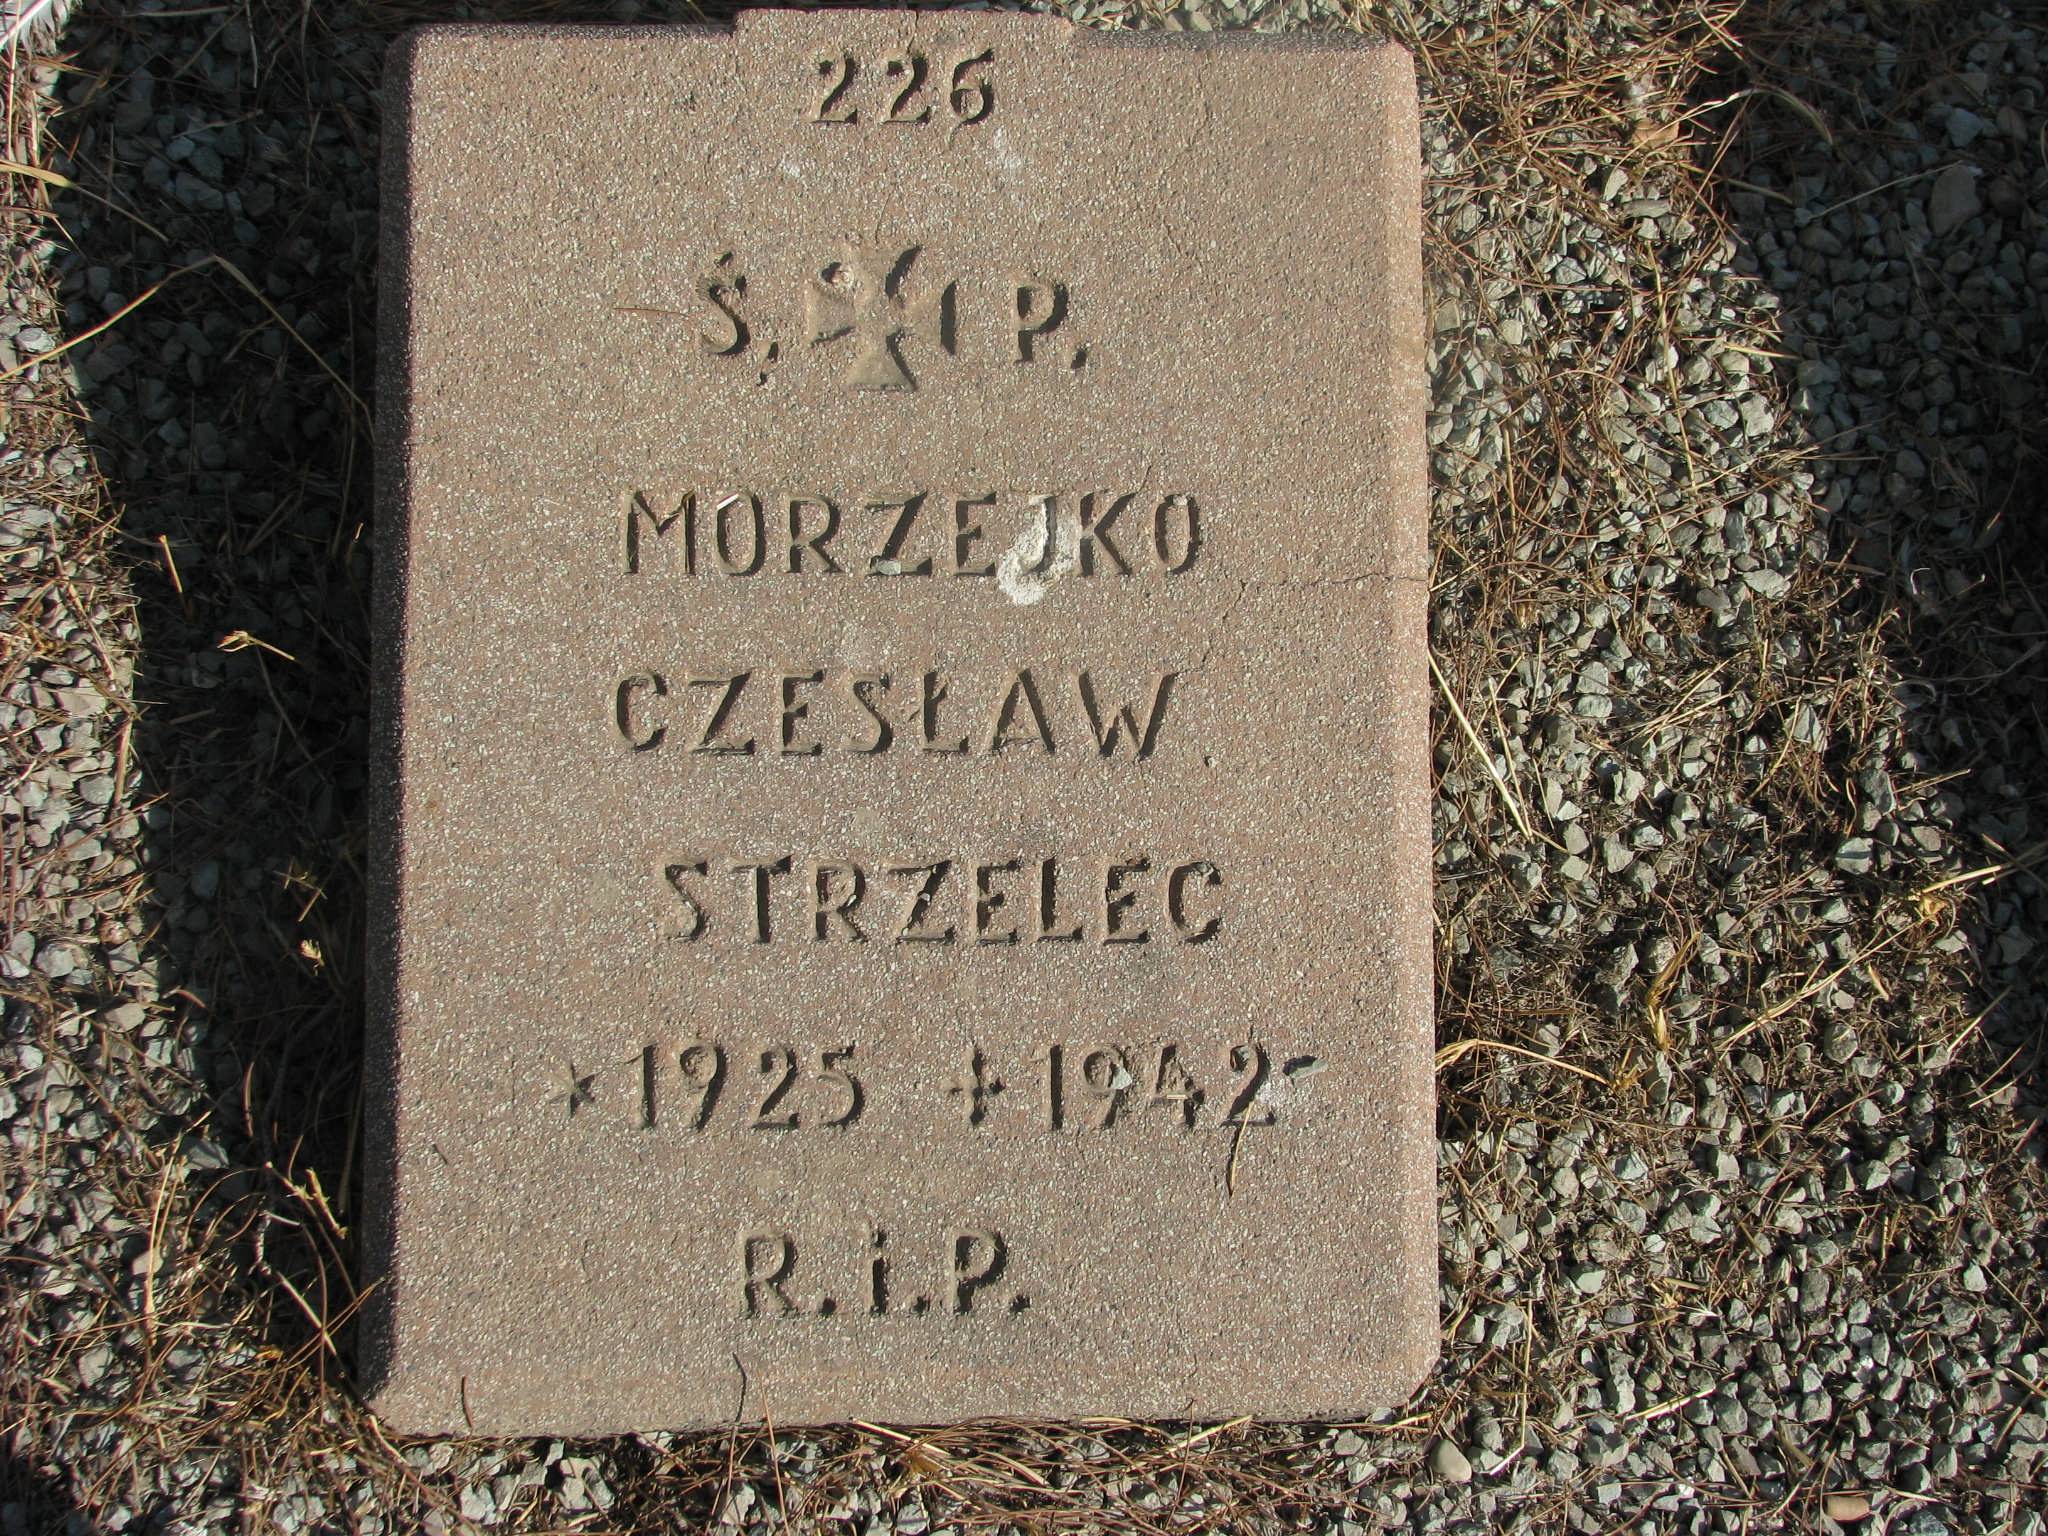 226
Ś, I P,
MORZEJKO
CZESŁAW
STRZELEC
* 1925 + 1942
R.i.P.